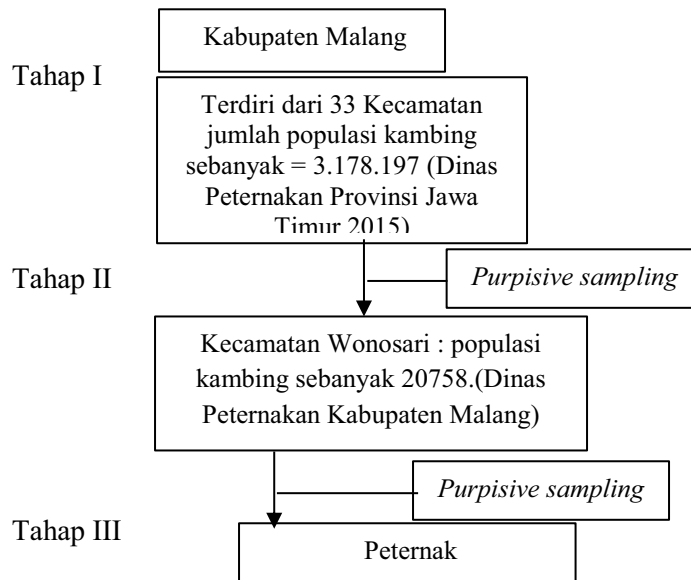 Kabupaten Malang
Tahap I
Terdiri dari 33 Kecamatan
jumlah populasi kambing
sebanyak = 3.178.197 (Dinas
Peternakan Provinsi Jawa
Timur 2015)
Tahap II
Purpisive sampling
Kecamatan Wonosari : populasi
kambing sebanyak 20758.(Dinas
Peternakan Kabupaten Malang)
Purpisive sampling
Tahap III
Peternak